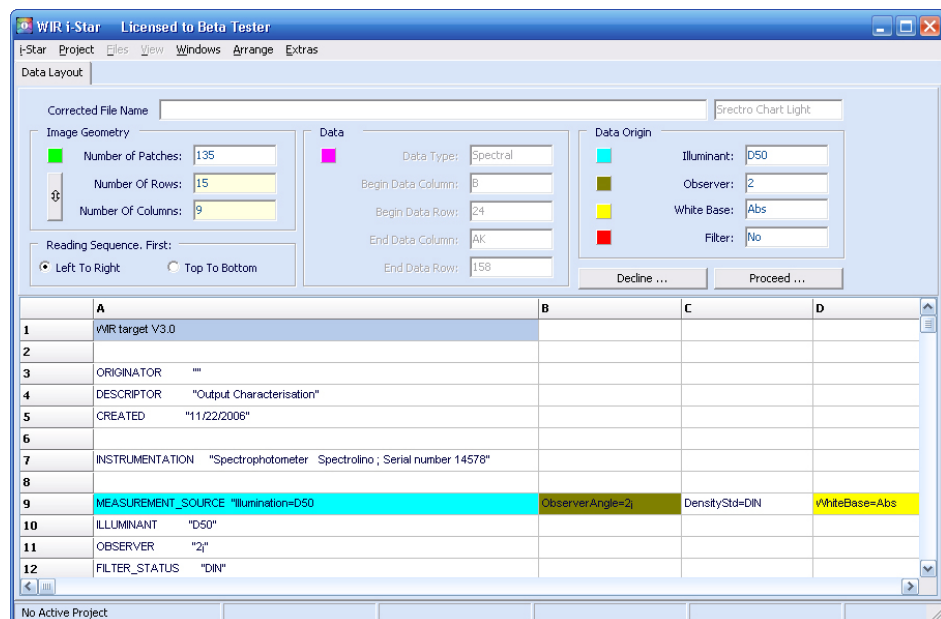 WIR i-Star    Licensed to Beta Tester
i-Star Project Files View Windows Arrange Extras
Data Layout
Corrected File Name Srectro Chart Light
Image Geometry
Number of Patches: 135
Number Of Rows: 15
Number Of Columns: 9
Reading Sequence. First:
Left To Right Top To Bottom
Data
Data Type: Spectral
Begin Data Column: B
Begin Data Row: 24
End Data Column: AK
End Data Row: 158
Data Origin
Illuminant: D50
Observer: 2
White Base: Abs
Filter: No
Decline ... Proceed ...
A B C D
1 WIR target V3.0
2
3 ORIGINATOR ""
4 DESCRIPTOR "Output Characterisation"
5 CREATED "11/22/2006"
6
7 INSTRUMENTATION "Spectrophotometer Spectrolino ; Serial number 14578"
8
9 MEASUREMENT_SOURCE "Illumination=D50 ObserverAngle=2¡ DensityStd=DIN WhiteBase=Abs
10 ILLUMINANT "D50"
11 OBSERVER "2¡"
12 FILTER_STATUS "DIN"
No Active Project